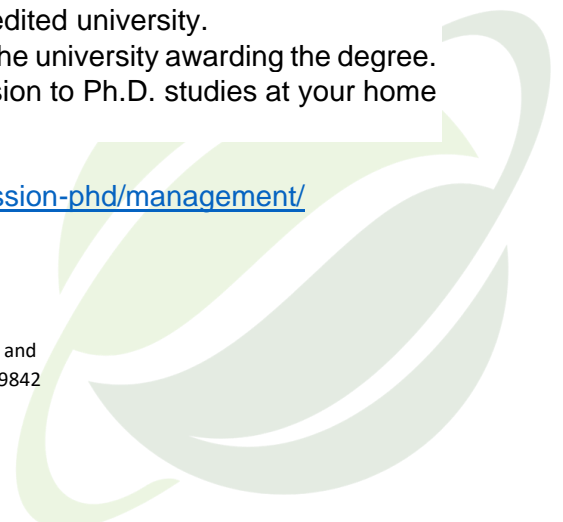 edited university.
he university awarding the degree.
sion to Ph.D. studies at your home
ssion-phd/management/
and
9842